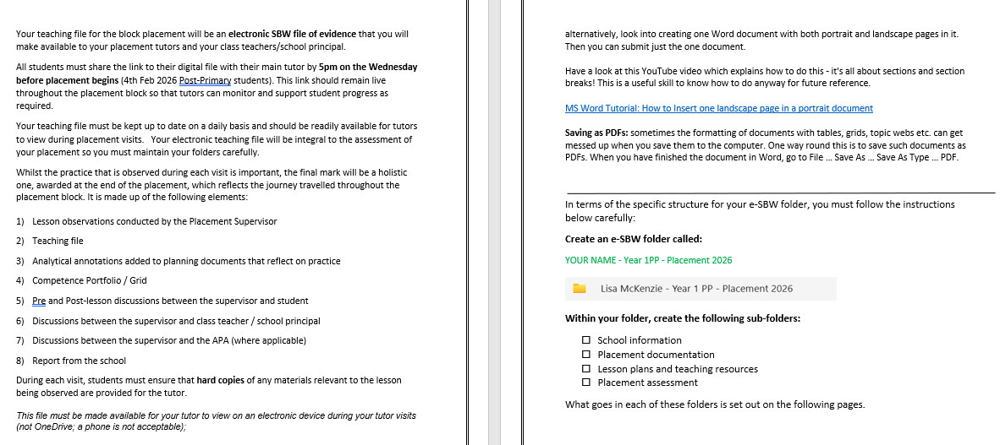 Your teaching file for the block placement will be an electronic SBW file of evidence that you will
make available to your placement tutors and your class teachers/school principal.
All students must share the link to their digital file with their main tutor by 5pm on the Wednesday
before placement begins (4th Feb 2026 Post-Primary students). This link should remain live
throughout the placement block so that tutors can monitor and support student progress as
required.
Your teaching file must be kept up to date on a daily basis and should be readily available for tutors
to view during placement visits. Your electronic teaching file will be integral to the assessment of
your placement so you must maintain your folders carefully.
Whilst the practice that is observed during each visit is important, the final mark will be a holistic
one, awarded at the end of the placement, which reflects the journey travelled throughout the
placement block. It is made up of the following elements:
1) Lesson observations conducted by the Placement Supervisor
2) Teaching file
3) Analytical annotations added to planning documents that reflect on practice
4) Competence Portfolio / Grid
5) Pre and Post-lesson discussions between the supervisor and student
6) Discussions between the supervisor and class teacher / school principal
7) Discussions between the supervisor and the APA (where applicable)
8) Report from the school
During each visit, students must ensure that hard copies of any materials relevant to the lesson
being observed are provided for the tutor.
This file must be made available for your tutor to view on an electronic device during your tutor visits
(not OneDrive; a phone is not acceptable);
alternatively, look into creating one Word document with both portrait and landscape pages in it.
Then you can submit just the one document.
Have a look at this YouTube video which explains how to do this - it's all about sections and section
breaks! This is a useful skill to know how to do anyway for future reference.
MS Word Tutorial: How to Insert one landscape page in a portrait document
Saving as PDFs: sometimes the formatting of documents with tables, grids, topic webs etc. can get
messed up when you save them to the computer. One way round this is to save such documents as
PDFs. When you have finished the document in Word, go to File ... Save As ... Save As Type ... PDF.
In terms of the specific structure for your e-SBW folder, you must follow the instructions
below carefully:
Create an e-SBW folder called:
YOUR NAME - Year 1PP - Placement 2026
Lisa McKenzie - Year 1 PP - Placement 2026
Within your folder, create the following sub-folders:
☐ School information
☐ Placement documentation
☐ Lesson plans and teaching resources
☐ Placement assessment
What goes in each of these folders is set out on the following pages.